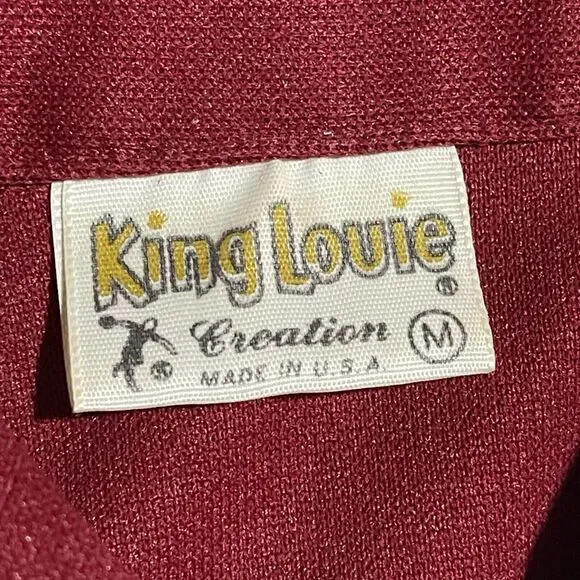 King Louie ®
Creation M
MADE IN U.S.A.